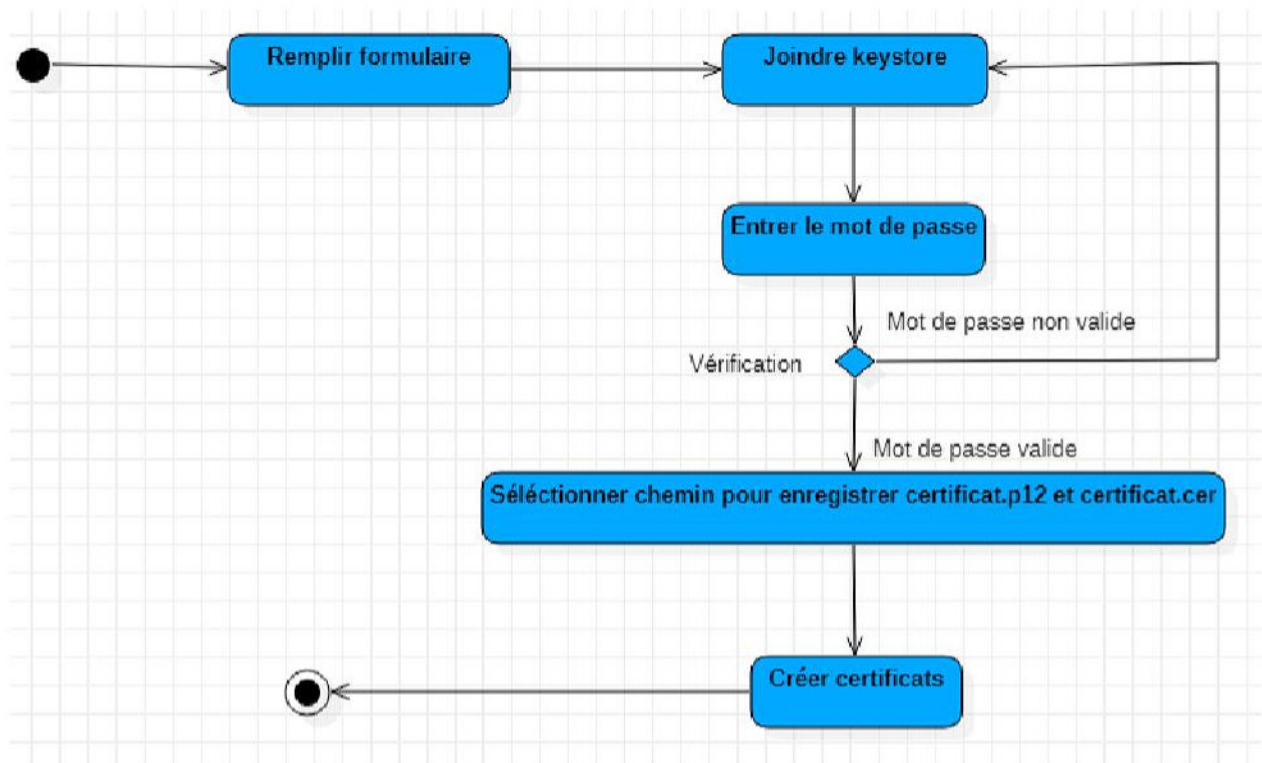 Remplir formulaire
Joindre keystore
Entrer le mot de passe
Mot de passe non valide
Vérification
Mot de passe valide
Séléctionner chemin pour enregistrer certificat.p12 et certificat.cer
Créer certificats